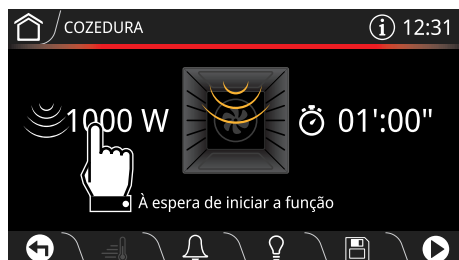 COZEDURA
12:31
1000 W
01':00"
À espera de iniciar a função